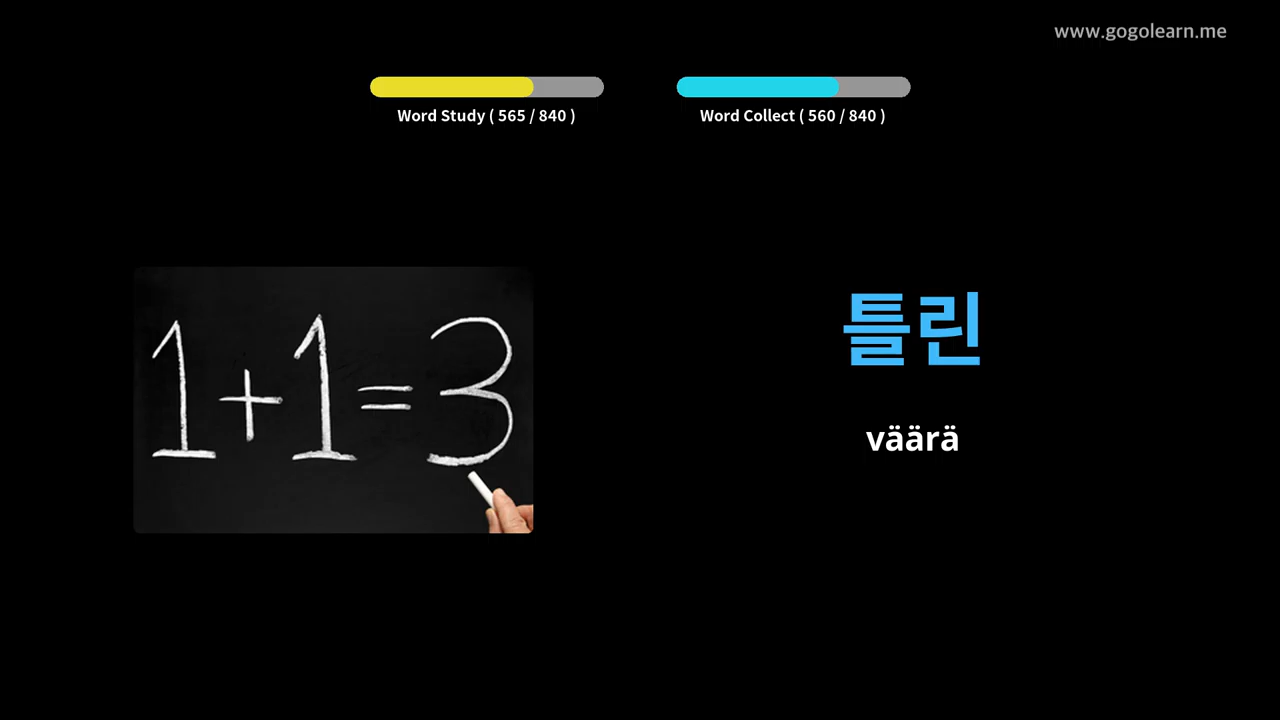 www.gogolearn.me
Word Study ( 565 / 840 )
Word Collect ( 560 / 840 )
1+1=3
틀린
väärä